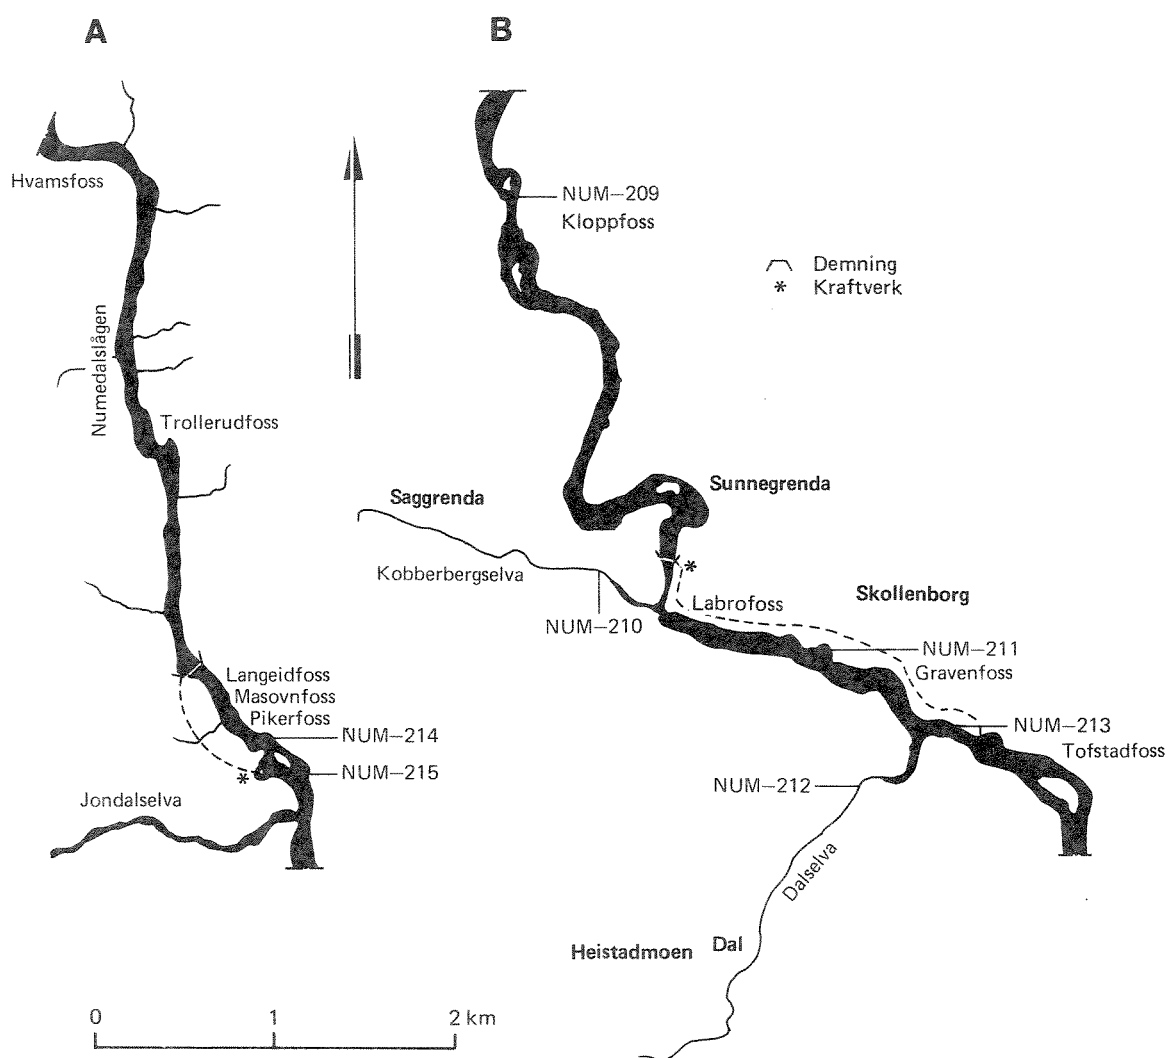 A
B
Hvamsfoss
NUM–209
Kloppfoss
Demning
* Kraftverk
Numedalslågen
Trollerudfoss
Saggrenda
Sunnegrenda
*
Kobberbergselva
NUM–210
Labrofoss
Skollenborg
NUM–211
Gravenfoss
Langeidfoss
Masovnfoss
Pikerfoss
NUM–214
NUM–213
Tofstadfoss
NUM–215
*
NUM–212
Jondalselva
Dalselva
Heistadmoen
Dal
0 1 2 km